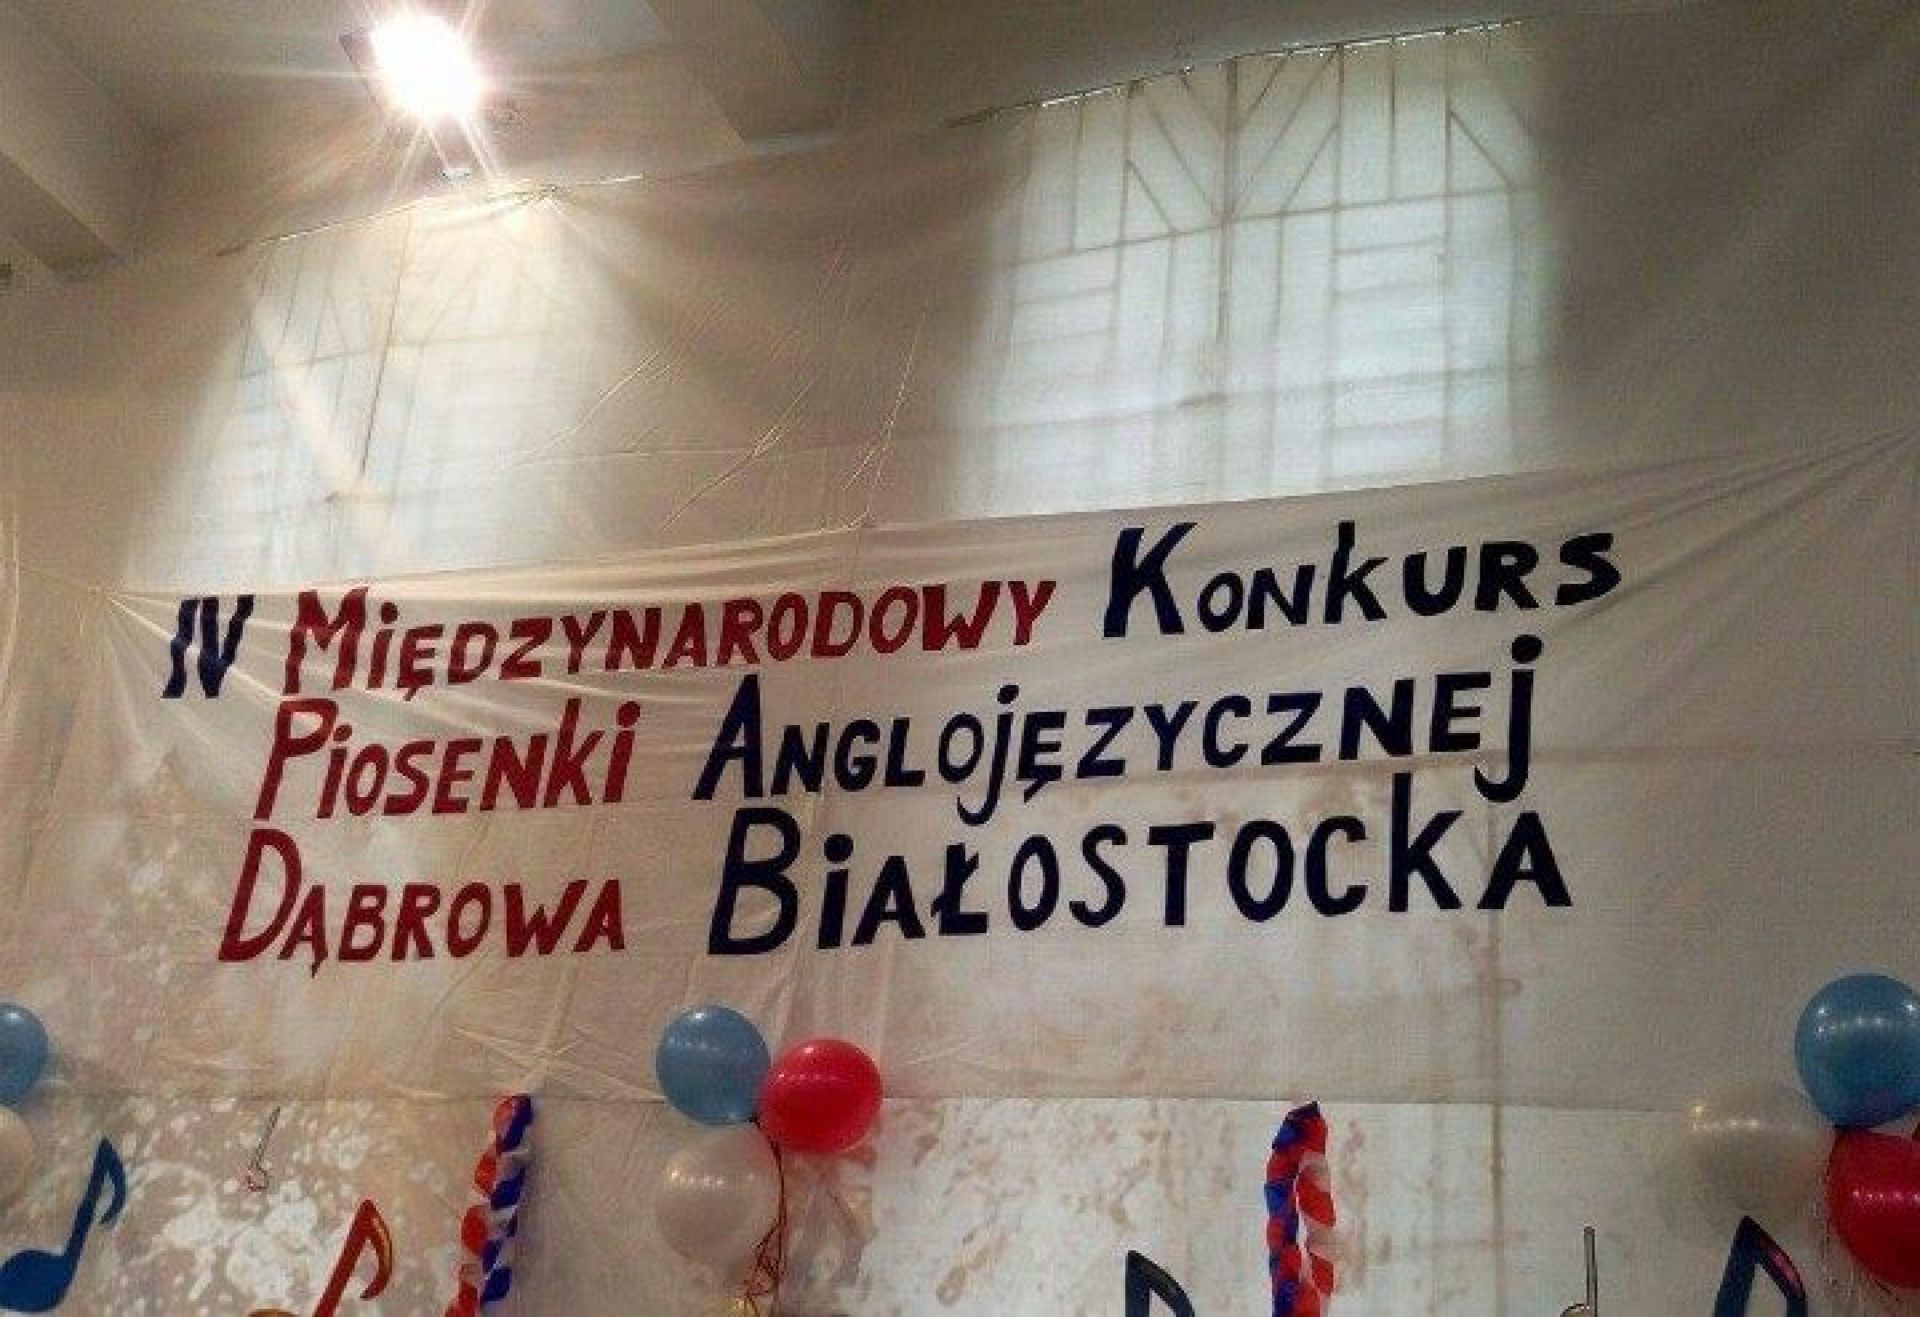 IV Międzynarodowy Konkurs
Piosenki Anglojęzycznej
Dąbrowa Białostocka